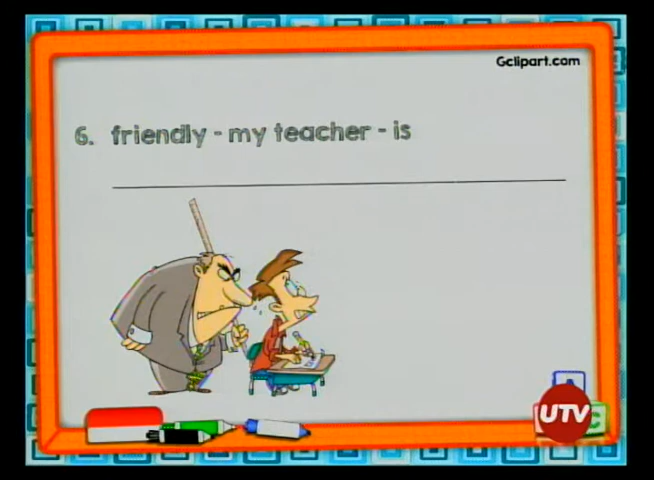 Gclipart.com
6. friendly - my teacher - is
A
UTV
C